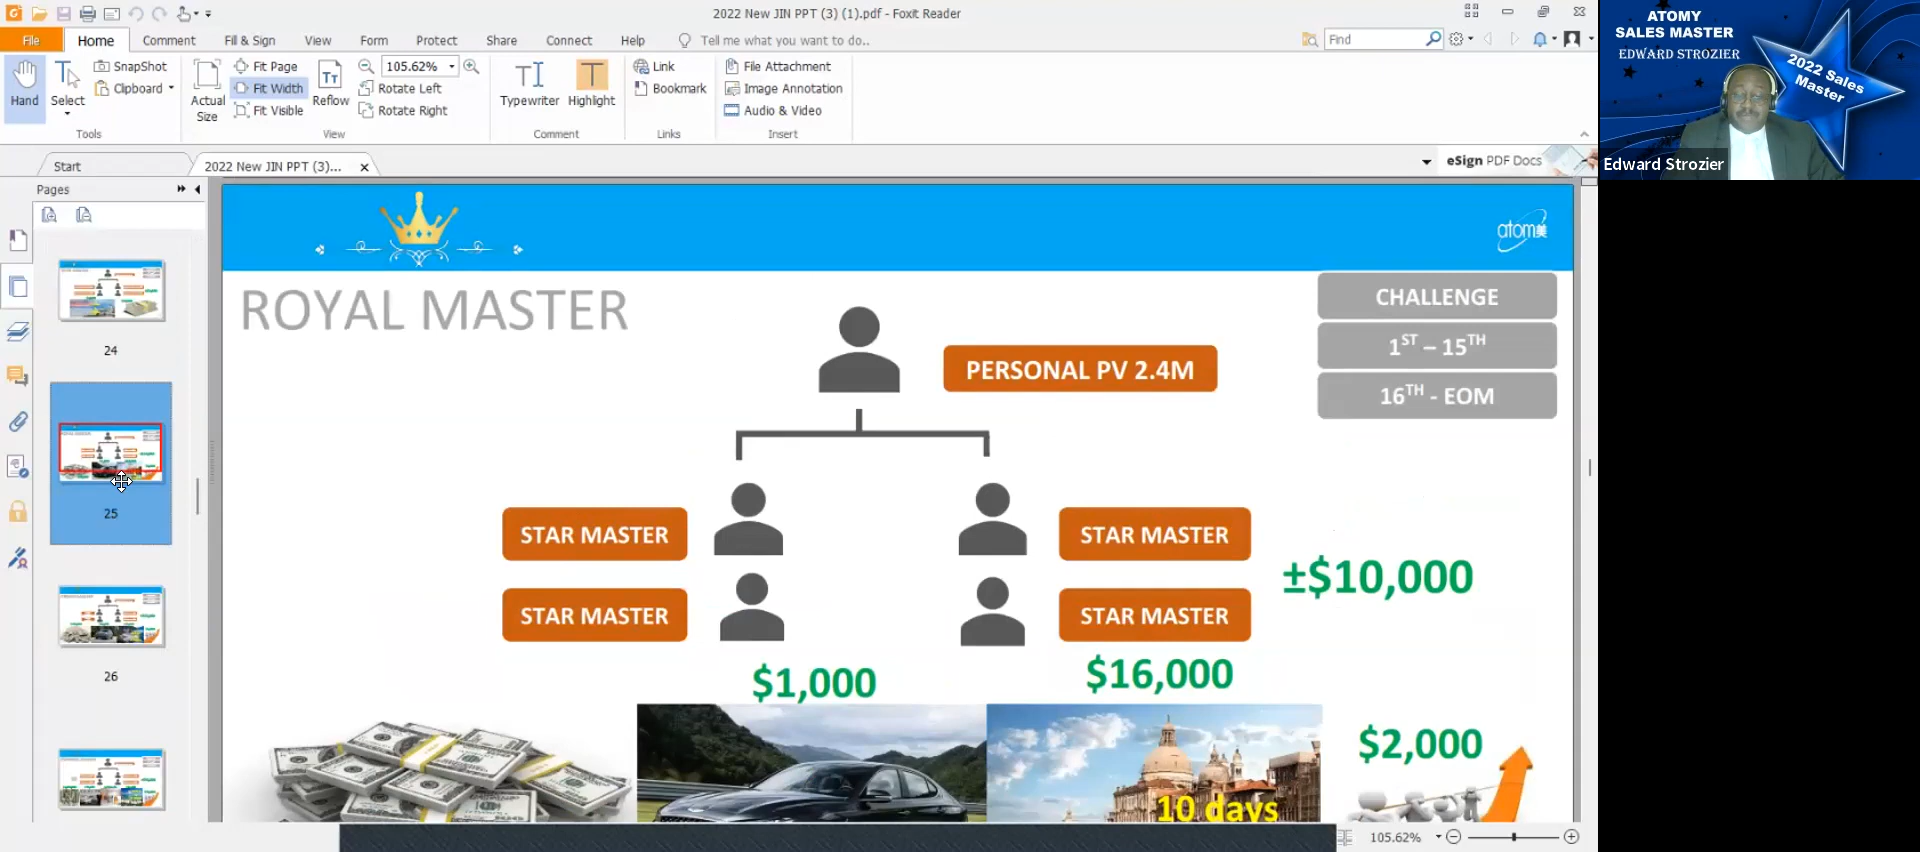 2022 New JIN PPT (3) (1).pdf - Foxit Reader
File Home Comment Fill & Sign View Form Protect Share Connect Help Tell me what you want to do.. Find
Hand
Select
SnapShot
Clipboard
Tools
Actual Size
Fit Page
Fit Width
Fit Visible
Reflow
105.62%
Rotate Left
Rotate Right
View
Typewriter
Highlight
Comment
Link
Bookmark
Links
File Attachment
Image Annotation
Audio & Video
Insert
Start
2022 New JIN PPT (3)...
eSign PDF Docs
Pages
24
25
26
atom美
ROYAL MASTER
CHALLENGE
1ST – 15TH
16TH - EOM
PERSONAL PV 2.4M
STAR MASTER
STAR MASTER
STAR MASTER
STAR MASTER
±$10,000
$1,000
$16,000
$2,000
10 days
105.62%
ATOMY
SALES MASTER
EDWARD STROZIER
2022 Sales
Master
Edward Strozier